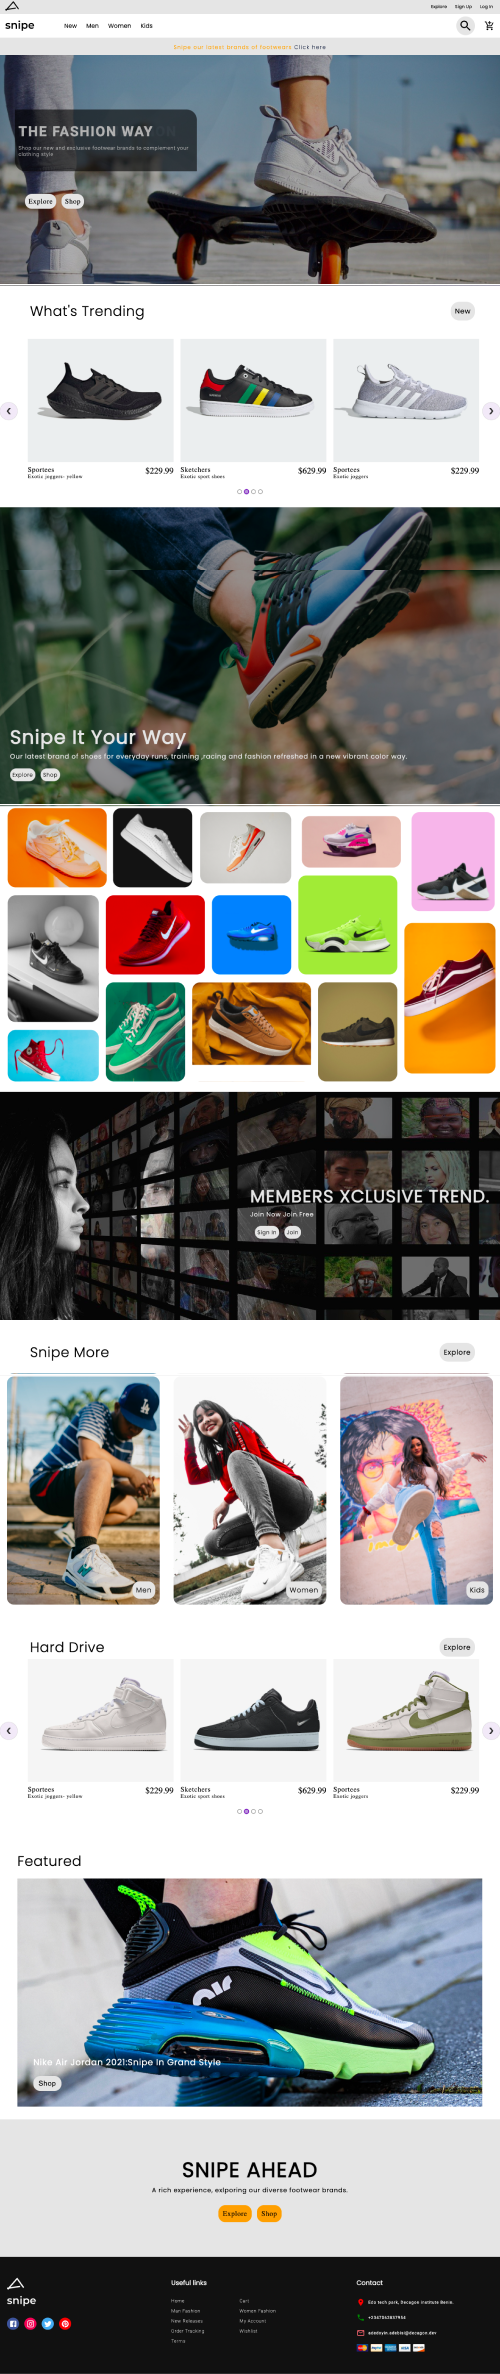 Explore Sign Up Log In
snipe New Men Women Kids
Snipe our latest brands of footwears Click here
THE FASHION WAY ON
Shop our new and exclusive footwear brands to complement your
clothing style
Explore Shop
What's Trending New
Sportees $229.99 Sketchers $629.99 Sportees $229.99
Exotic joggers- yellow Exotic sport shoes Exotic joggers
Snipe It Your Way
Our latest brand of shoes for everyday runs, training ,racing and fashion refreshed in a new vibrant color way.
Explore Shop
MEMBERS XCLUSIVE TREND.
Join Now Join Free
Sign In Join
Snipe More Explore
Men Women Kids
Hard Drive Explore
Sportees $229.99 Sketchers $629.99 Sportees $229.99
Exotic joggers- yellow Exotic sport shoes Exotic joggers
Featured
air
Nike Air Jordan 2021:Snipe In Grand Style
Shop
SNIPE AHEAD
A rich experience, exlporing our diverse footwear brands.
Explore Shop
snipe
Useful links
Home Cart
Man Fashion Women Fashion
New Releases My Account
Order Tracking Wishlist
Terms
Contact
Edo tech park, Decagon institute Benin.
+2347062837954
adedoyin.adebisi@decagon.dev